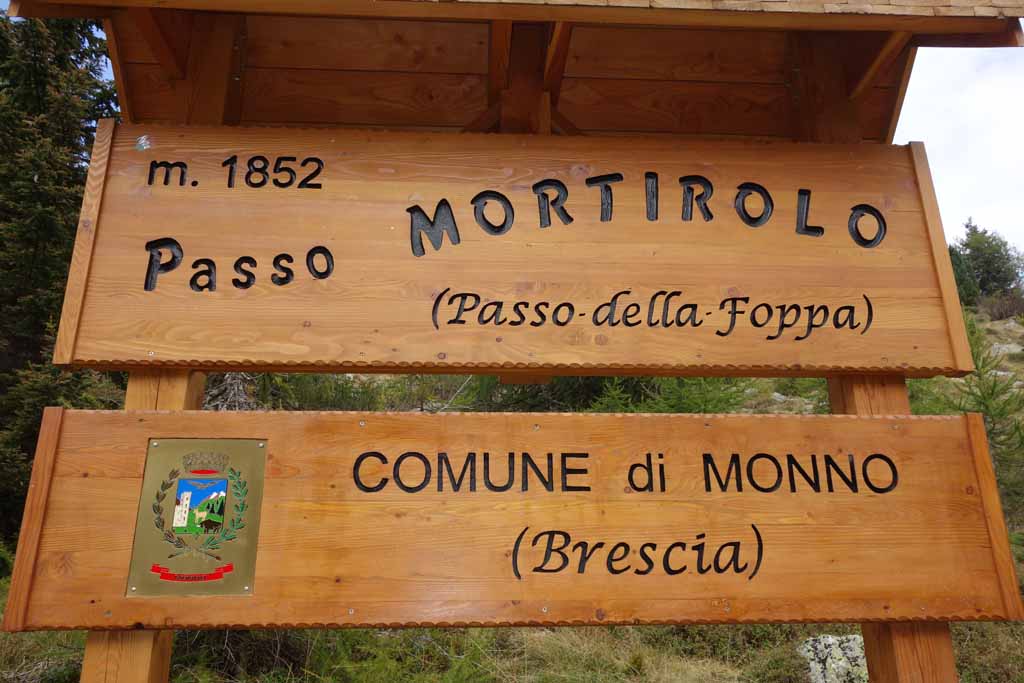 m. 1852
Passo MORTIROLO
(Passo-della-Foppa)
COMUNE di MONNO
(Brescia)